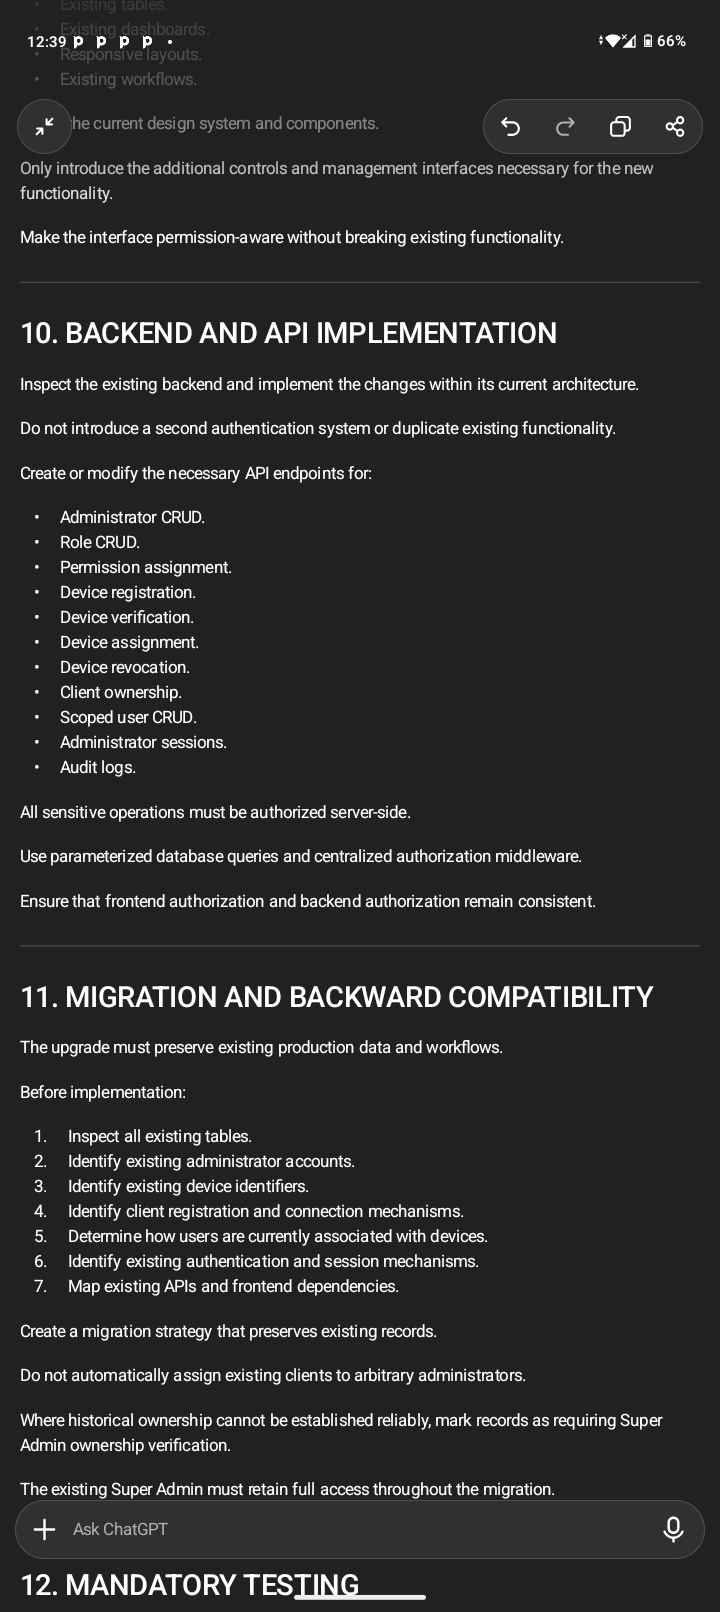 Existing tables.
Existing dashboards.
12:39
66%
Responsive layouts.
Existing workflows.
the current design system and components.
Only introduce the additional controls and management interfaces necessary for the new
functionality.
Make the interface permission-aware without breaking existing functionality.
10. BACKEND AND API IMPLEMENTATION
Inspect the existing backend and implement the changes within its current architecture.
Do not introduce a second authentication system or duplicate existing functionality.
Create or modify the necessary API endpoints for:
• Administrator CRUD.
• Role CRUD.
• Permission assignment.
• Device registration.
• Device verification.
• Device assignment.
• Device revocation.
• Client ownership.
• Scoped user CRUD.
• Administrator sessions.
• Audit logs.
All sensitive operations must be authorized server-side.
Use parameterized database queries and centralized authorization middleware.
Ensure that frontend authorization and backend authorization remain consistent.
11. MIGRATION AND BACKWARD COMPATIBILITY
The upgrade must preserve existing production data and workflows.
Before implementation:
1. Inspect all existing tables.
2. Identify existing administrator accounts.
3. Identify existing device identifiers.
4. Identify client registration and connection mechanisms.
5. Determine how users are currently associated with devices.
6. Identify existing authentication and session mechanisms.
7. Map existing APIs and frontend dependencies.
Create a migration strategy that preserves existing records.
Do not automatically assign existing clients to arbitrary administrators.
Where historical ownership cannot be established reliably, mark records as requiring Super
Admin ownership verification.
The existing Super Admin must retain full access throughout the migration.
Ask ChatGPT
12. MANDATORY TESTING